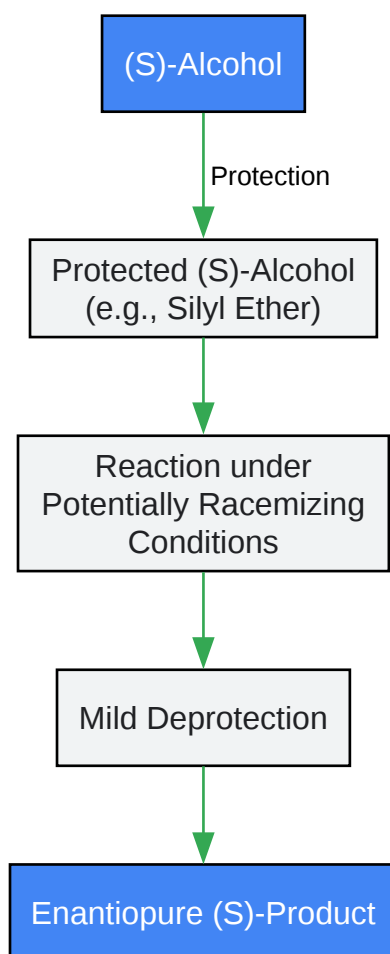 (S)-Alcohol
Protection
Protected (S)-Alcohol
(e.g., Silyl Ether)
Reaction under
Potentially Racemizing
Conditions
Mild Deprotection
Enantiopure (S)-Product